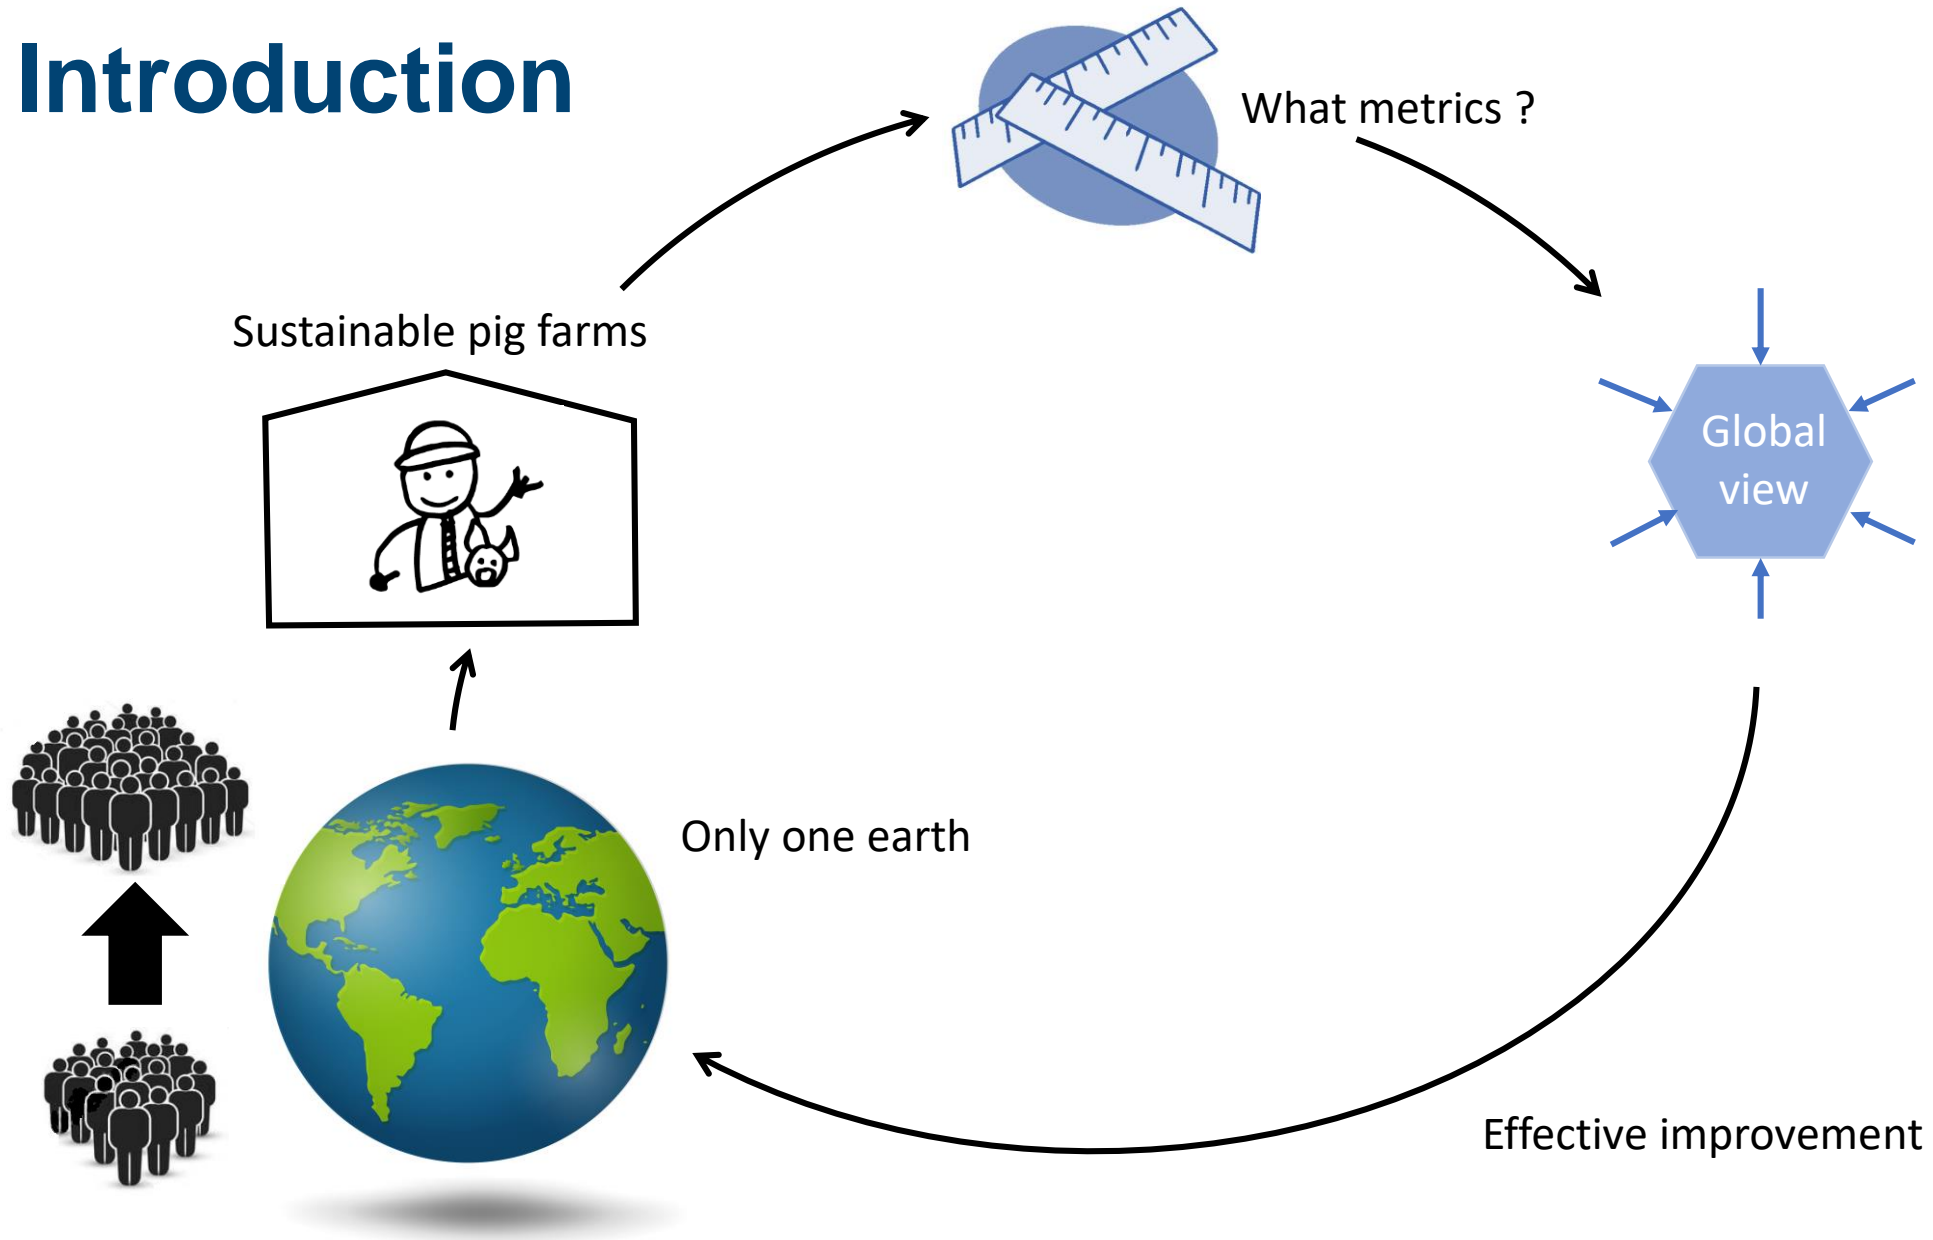 Introduction
What metrics ?
Sustainable pig farms
Global
view
Only one earth
Effective improvement